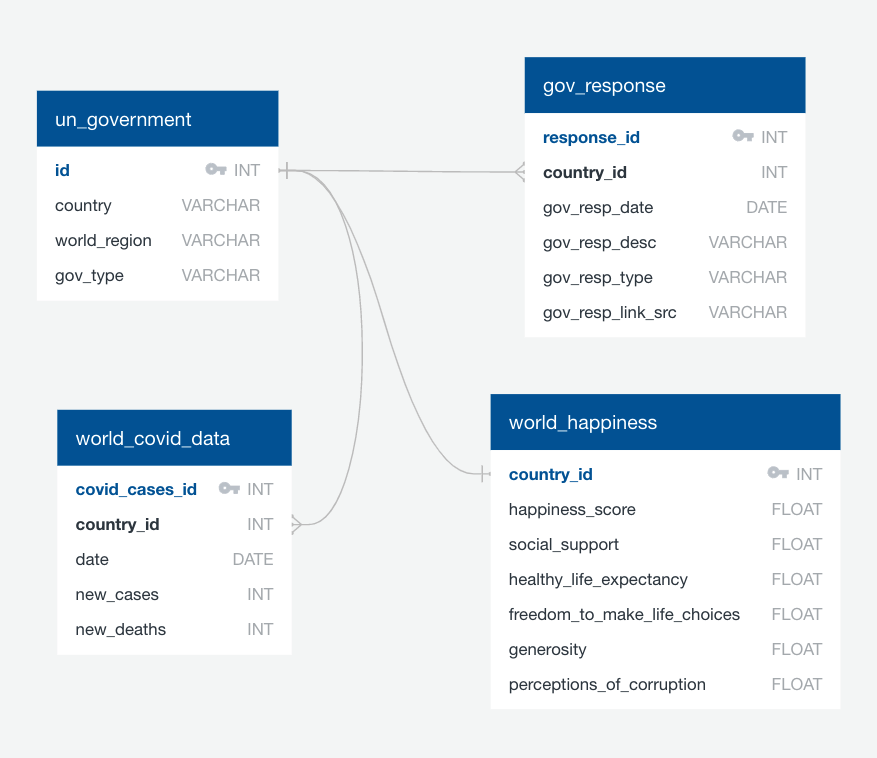 un_government
id INT
country VARCHAR
world_region VARCHAR
gov_type VARCHAR
gov_response
response_id INT
country_id INT
gov_resp_date DATE
gov_resp_desc VARCHAR
gov_resp_type VARCHAR
gov_resp_link_src VARCHAR
world_covid_data
covid_cases_id INT
country_id INT
date DATE
new_cases INT
new_deaths INT
world_happiness
country_id INT
happiness_score FLOAT
social_support FLOAT
healthy_life_expectancy FLOAT
freedom_to_make_life_choices FLOAT
generosity FLOAT
perceptions_of_corruption FLOAT